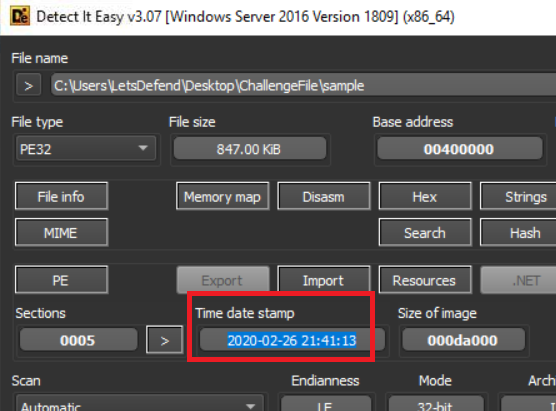 Detect It Easy v3.07 [Windows Server 2016 Version 1809] (x86_64)
File name
> C:\Users\LetsDefend\Desktop\ChallengeFile\sample
File type File size Base address
PE32 847.00 KiB 00400000
File info Memory map Disasm Hex Strings
MIME Search Hash
PE Export Import Resources .NET
Sections Time date stamp Size of image
0005 > 2020-02-26 21:41:13 000da000
Scan Endianness Mode Arch
Automatic LE 32-bit